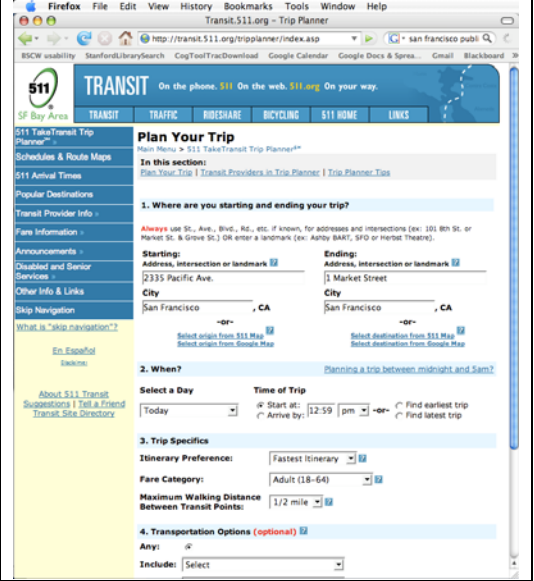 Firefox File Edit View History Bookmarks Tools Window Help
Transit.511.org – Trip Planner
http://transit.511.org/tripplanner/index.asp
san francisco publi
BSCW usability StanfordLibrarySearch CogToolTracDownload Google Calendar Google Docs & Sprea... Gmail Blackboard
511
SF Bay Area
TRANSIT On the phone. 511 On the web. 511.org On your way.
TRANSIT TRAFFIC RIDESHARE BICYCLING 511 HOME LINKS
511 TakeTransit Trip
Planner℠ »
Schedules & Route Maps
511 Arrival Times
Popular Destinations
Transit Provider Info »
Fare Information »
Announcements »
Disabled and Senior
Services »
Other Info & Links
Skip Navigation
What is "skip navigation"?
En Español
About 511 Transit
Suggestions | Tell a Friend
Transit Site Directory
Plan Your Trip
Main Menu > 511 TakeTransit Trip Planner℠
In this section:
Plan Your Trip | Transit Providers in Trip Planner | Trip Planner Tips
1. Where are you starting and ending your trip?
Always use St., Ave., Blvd., Rd., etc. if known, for addresses and intersections (ex: 101 8th St. or
Market St. & Grove St.) OR enter a landmark (ex: Ashby BART, SFO or Herbst Theatre).
Starting: Ending:
Address, intersection or landmark ? Address, intersection or landmark ?
2335 Pacific Ave. 1 Market Street
City City
San Francisco , CA San Francisco , CA
-or- -or-
Select origin from 511 Map ? Select destination from 511 Map ?
Select origin from Google Map Select destination from Google Map
2. When? Planning a trip between midnight and 5am?
Select a Day Time of Trip
Today Start at: 12:59 pm -or- Find earliest trip
Arrive by: Find latest trip
3. Trip Specifics
Itinerary Preference: Fastest Itinerary ?
Fare Category: Adult (18–64) ?
Maximum Walking Distance
Between Transit Points: 1/2 mile ?
4. Transportation Options (optional) ?
Any:
Include: Select